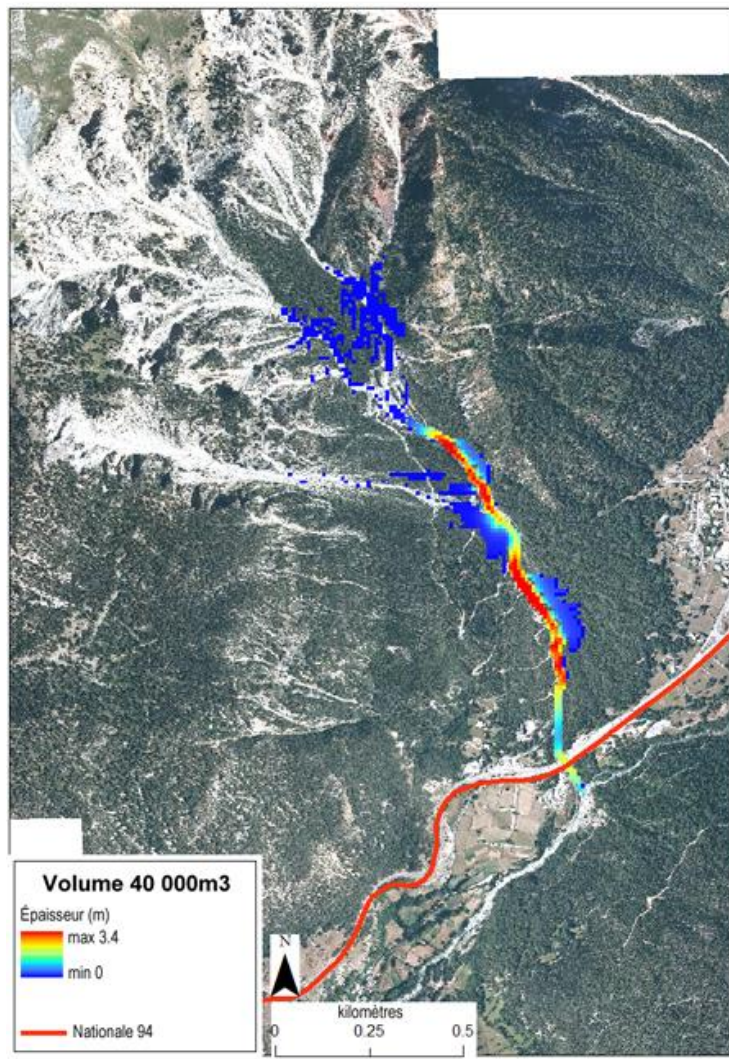 Volume 40 000m3
Épaisseur (m)
max 3.4
min 0
Nationale 94
N
kilomètres
0 0.25 0.5